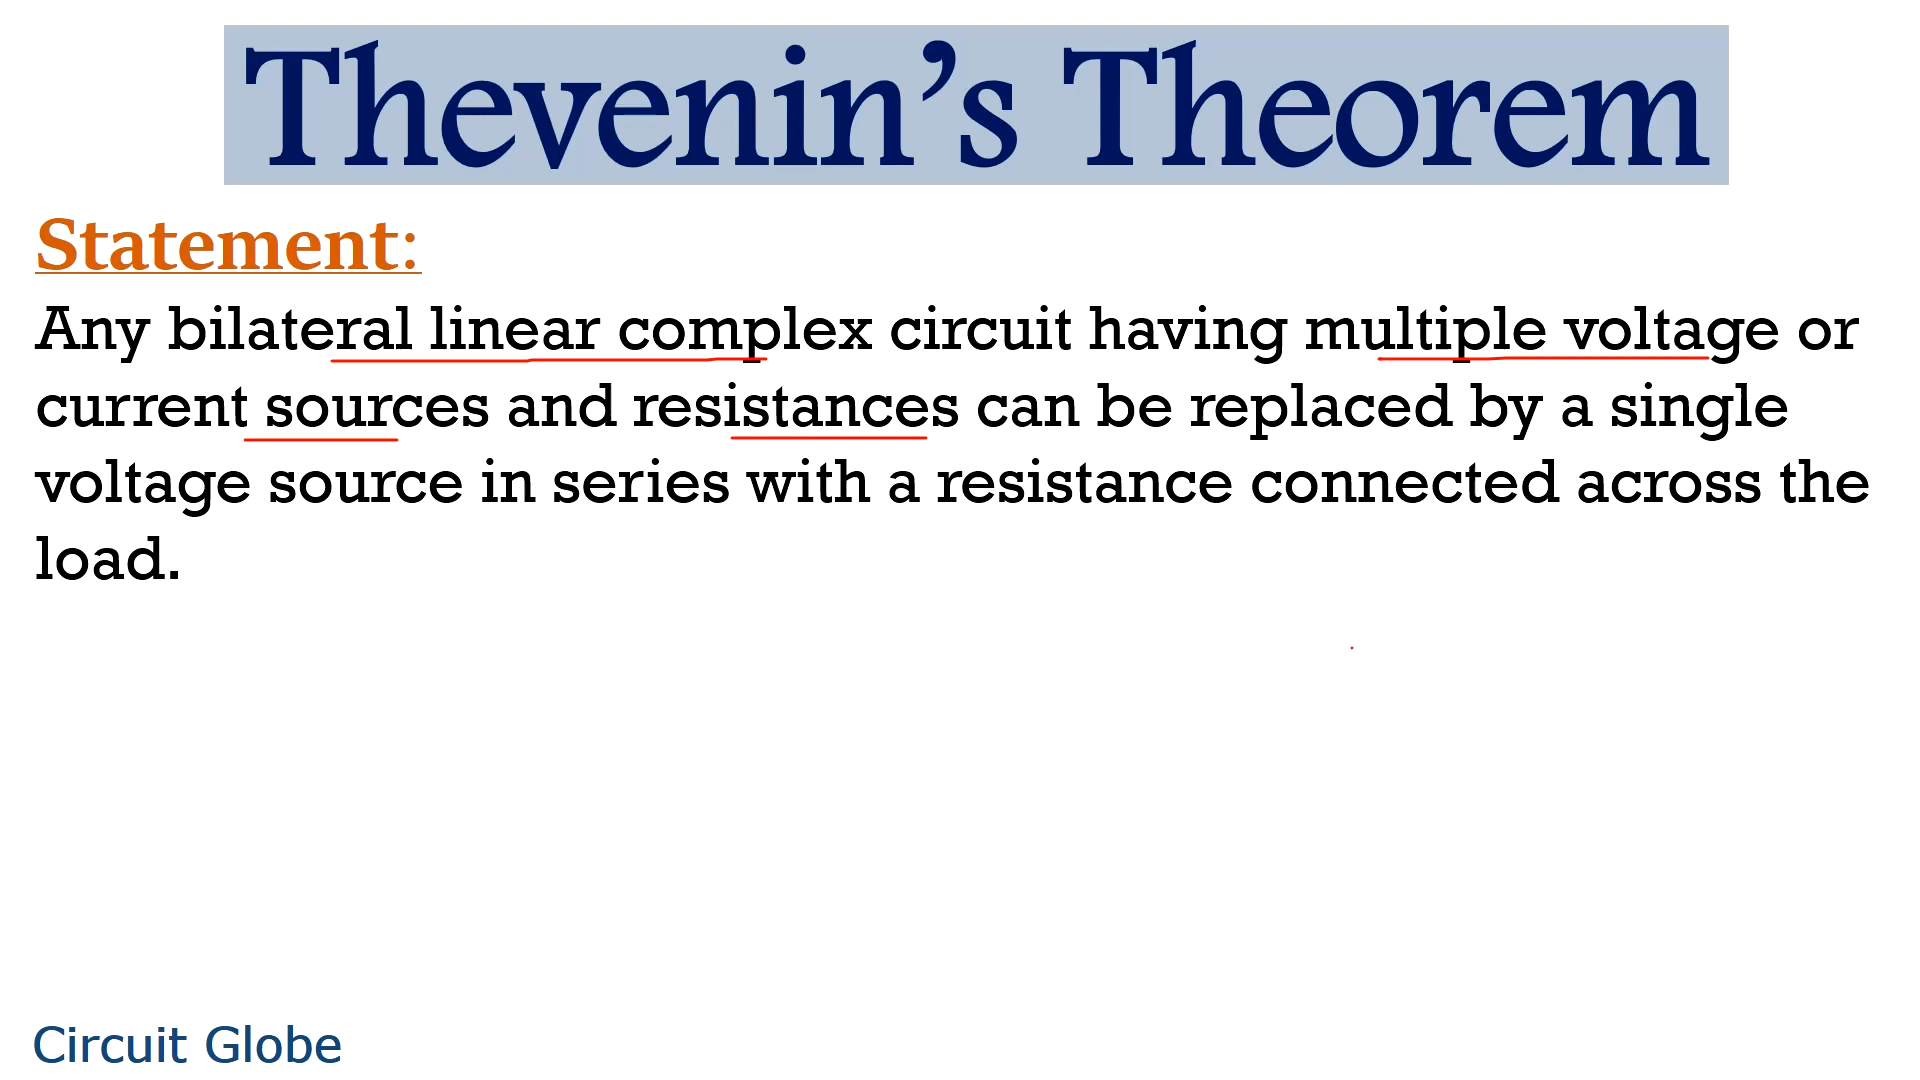 Thevenin’s Theorem
Statement:
Any bilateral linear complex circuit having multiple voltage or
current sources and resistances can be replaced by a single
voltage source in series with a resistance connected across the
load.
Circuit Globe